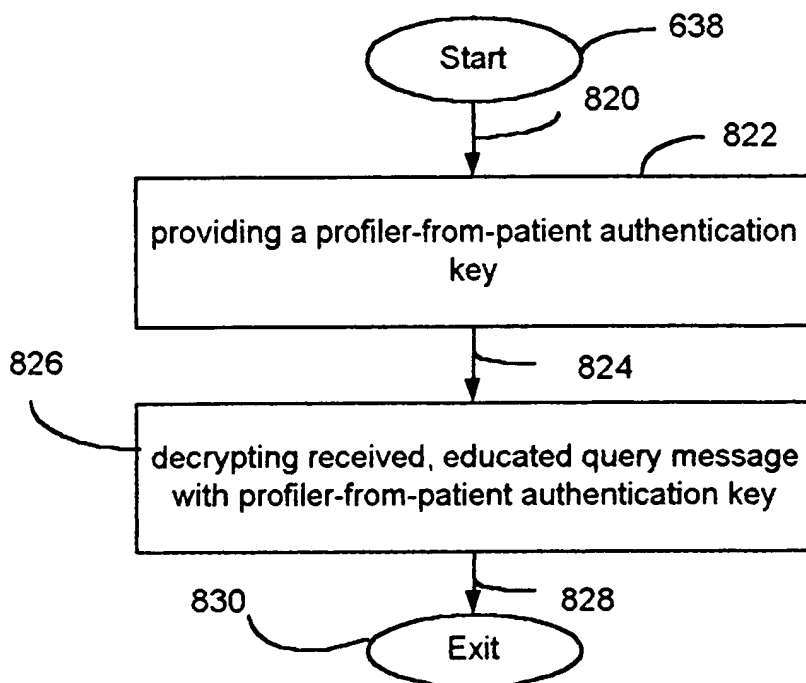 638
Start
820
822
providing a profiler-from-patient authentication
key
824
826
decrypting received, educated query message
with profiler-from-patient authentication key
828
830
Exit